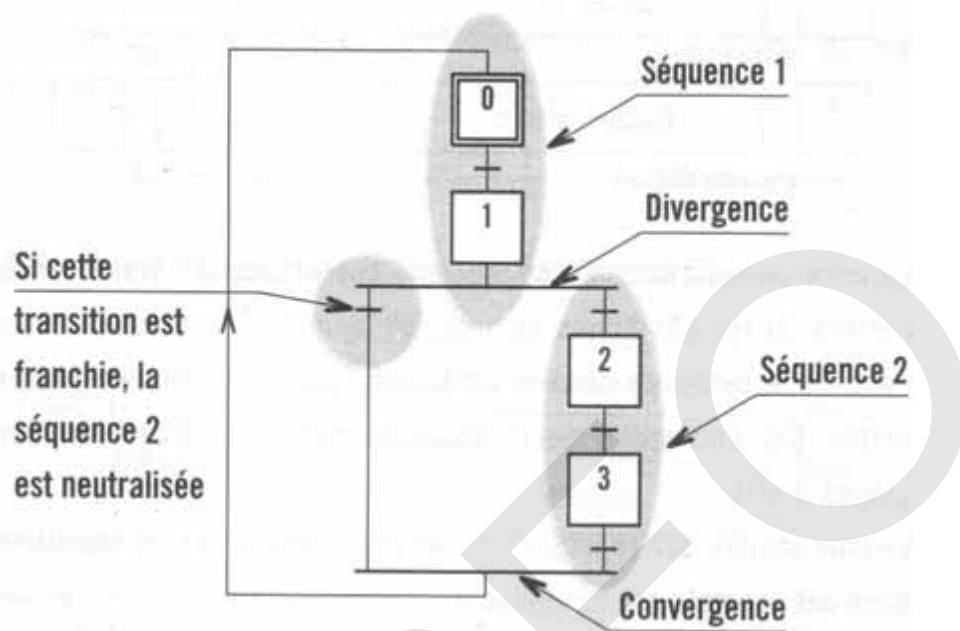 0
Séquence 1
1
Divergence
Si cette
transition est
franchie, la
séquence 2
est neutralisée
2
Séquence 2
3
Convergence